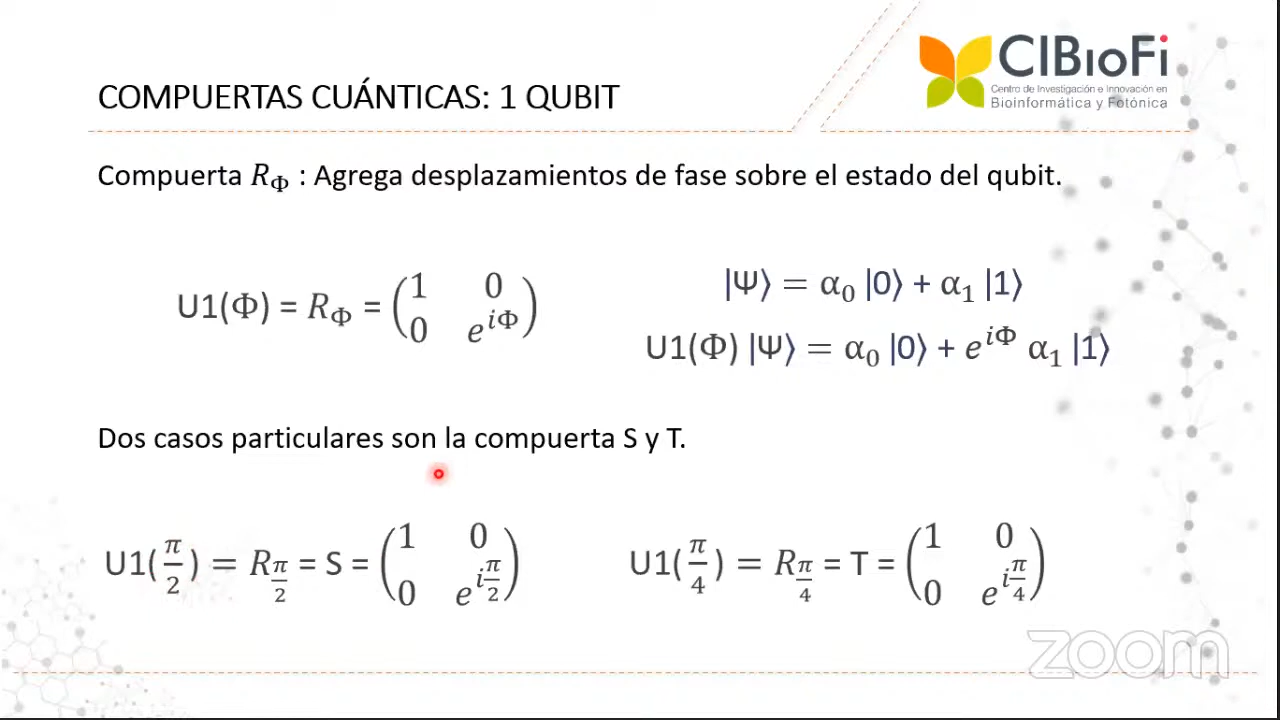 CIBioFi
Centro de Investigación e Innovación en
Bioinformática y Fotónica
COMPUERTAS CUÁNTICAS: 1 QUBIT
Compuerta R_Φ : Agrega desplazamientos de fase sobre el estado del qubit.
U1(Φ) = R_Φ = (1 0; 0 e^{iΦ})
|Ψ⟩ = α₀ |0⟩ + α₁ |1⟩
U1(Φ) |Ψ⟩ = α₀ |0⟩ + e^{iΦ} α₁ |1⟩
Dos casos particulares son la compuerta S y T.
U1(π/2) = R_{π/2} = S = (1 0; 0 e^{iπ/2})
U1(π/4) = R_{π/4} = T = (1 0; 0 e^{iπ/4})
zoom